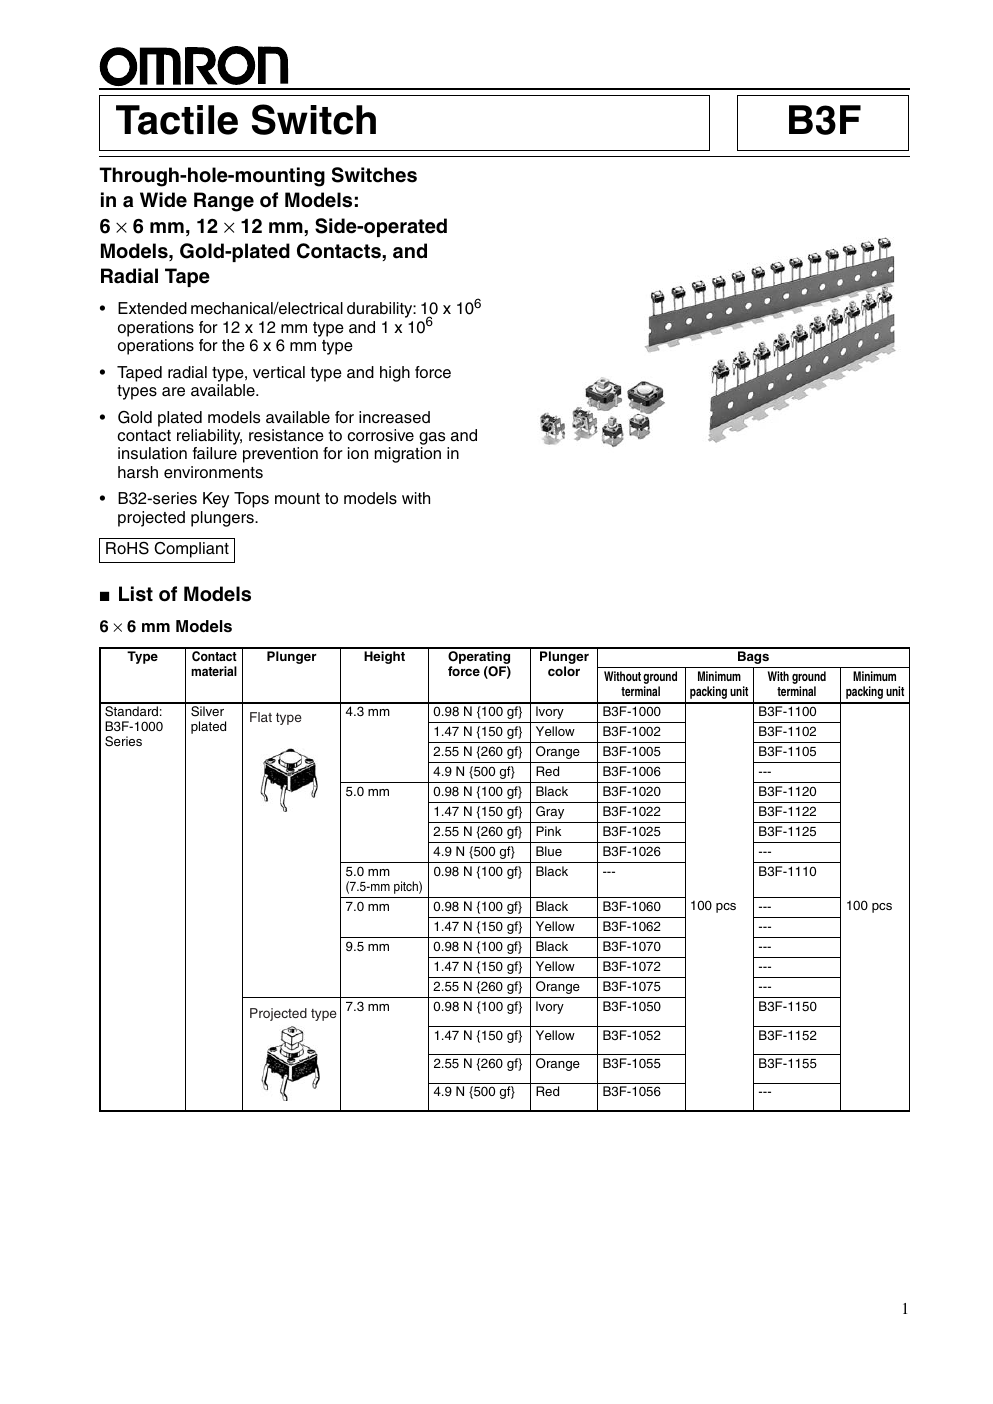 OMRON
Tactile Switch
B3F
Through-hole-mounting Switches
in a Wide Range of Models:
6 × 6 mm, 12 × 12 mm, Side-operated
Models, Gold-plated Contacts, and
Radial Tape
• Extended mechanical/electrical durability: 10 x 10⁶
operations for 12 x 12 mm type and 1 x 10⁶
operations for the 6 x 6 mm type
• Taped radial type, vertical type and high force
types are available.
• Gold plated models available for increased
contact reliability, resistance to corrosive gas and
insulation failure prevention for ion migration in
harsh environments
• B32-series Key Tops mount to models with
projected plungers.
RoHS Compliant
■ List of Models
6 × 6 mm Models
Type Contact material Plunger Height Operating force (OF) Plunger color Bags
Without ground terminal Minimum packing unit With ground terminal Minimum packing unit
Standard: B3F-1000 Series Silver plated Flat type 4.3 mm 0.98 N {100 gf} Ivory B3F-1000 100 pcs B3F-1100 100 pcs
1.47 N {150 gf} Yellow B3F-1002 B3F-1102
2.55 N {260 gf} Orange B3F-1005 B3F-1105
4.9 N {500 gf} Red B3F-1006 ---
5.0 mm 0.98 N {100 gf} Black B3F-1020 B3F-1120
1.47 N {150 gf} Gray B3F-1022 B3F-1122
2.55 N {260 gf} Pink B3F-1025 B3F-1125
4.9 N {500 gf} Blue B3F-1026 ---
5.0 mm (7.5-mm pitch) 0.98 N {100 gf} Black --- B3F-1110
7.0 mm 0.98 N {100 gf} Black B3F-1060 ---
1.47 N {150 gf} Yellow B3F-1062 ---
9.5 mm 0.98 N {100 gf} Black B3F-1070 ---
1.47 N {150 gf} Yellow B3F-1072 ---
2.55 N {260 gf} Orange B3F-1075 ---
Projected type 7.3 mm 0.98 N {100 gf} Ivory B3F-1050 B3F-1150
1.47 N {150 gf} Yellow B3F-1052 B3F-1152
2.55 N {260 gf} Orange B3F-1055 B3F-1155
4.9 N {500 gf} Red B3F-1056 ---
1